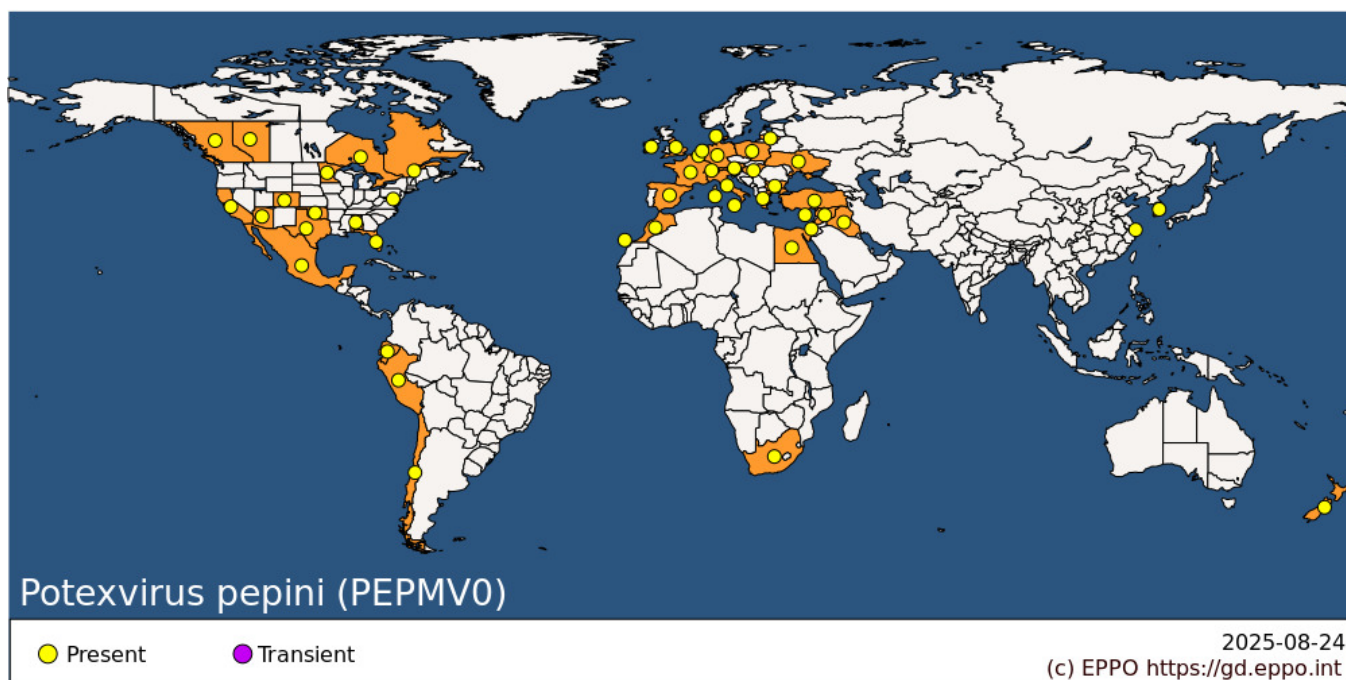 Potexvirus pepini (PEPMV0)
Present
Transient
2025-08-24
(c) EPPO https://gd.eppo.int